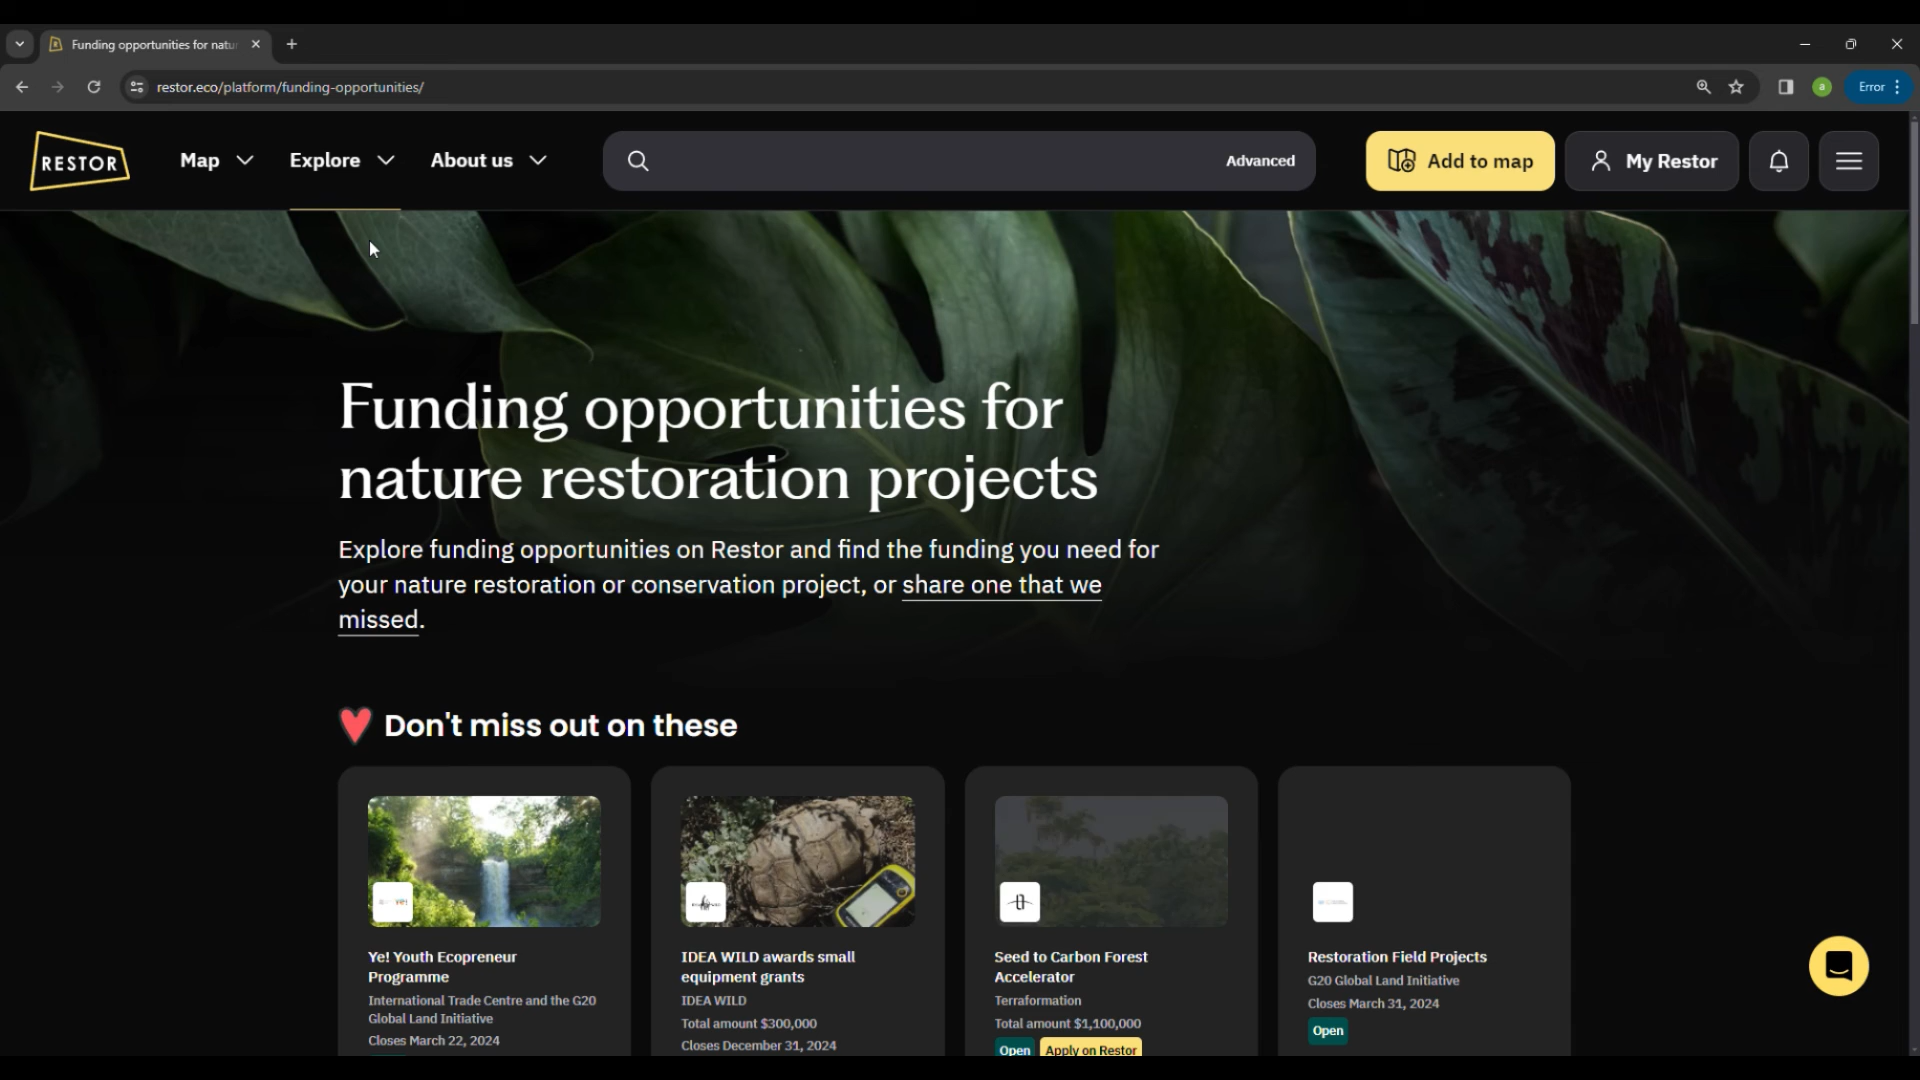 Funding opportunities for natu
restor.eco/platform/funding-opportunities/
Error
RESTOR
Map
Explore
About us
Advanced
Add to map
My Restor
Funding opportunities for
nature restoration projects
Explore funding opportunities on Restor and find the funding you need for
your nature restoration or conservation project, or share one that we
missed.
Don't miss out on these
Ye! Youth Ecopreneur
Programme
International Trade Centre and the G20
Global Land Initiative
Closes March 22, 2024
IDEA WILD awards small
equipment grants
IDEA WILD
Total amount $300,000
Closes December 31, 2024
Seed to Carbon Forest
Accelerator
Terraformation
Total amount $1,100,000
Open
Apply on Restor
Restoration Field Projects
G20 Global Land Initiative
Closes March 31, 2024
Open